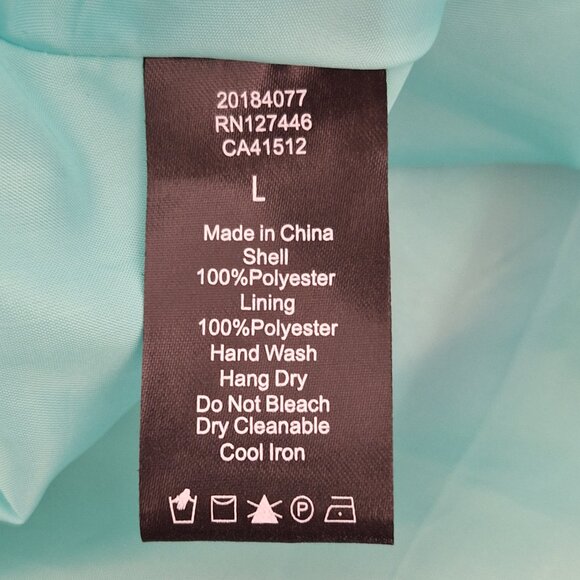 20184077
RN127446
CA41512
L
Made in China
Shell
100%Polyester
Lining
100%Polyester
Hand Wash
Hang Dry
Do Not Bleach
Dry Cleanable
Cool Iron
P